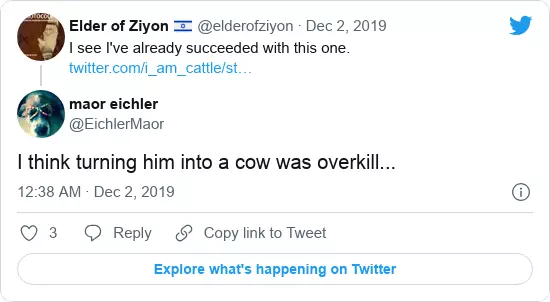 Elder of Ziyon 🇮🇱 @elderofziyon · Dec 2, 2019
I see I've already succeeded with this one.
twitter.com/i_am_cattle/st…
maor eichler
@EichlerMaor
I think turning him into a cow was overkill...
12:38 AM · Dec 2, 2019
3 Reply Copy link to Tweet
Explore what's happening on Twitter